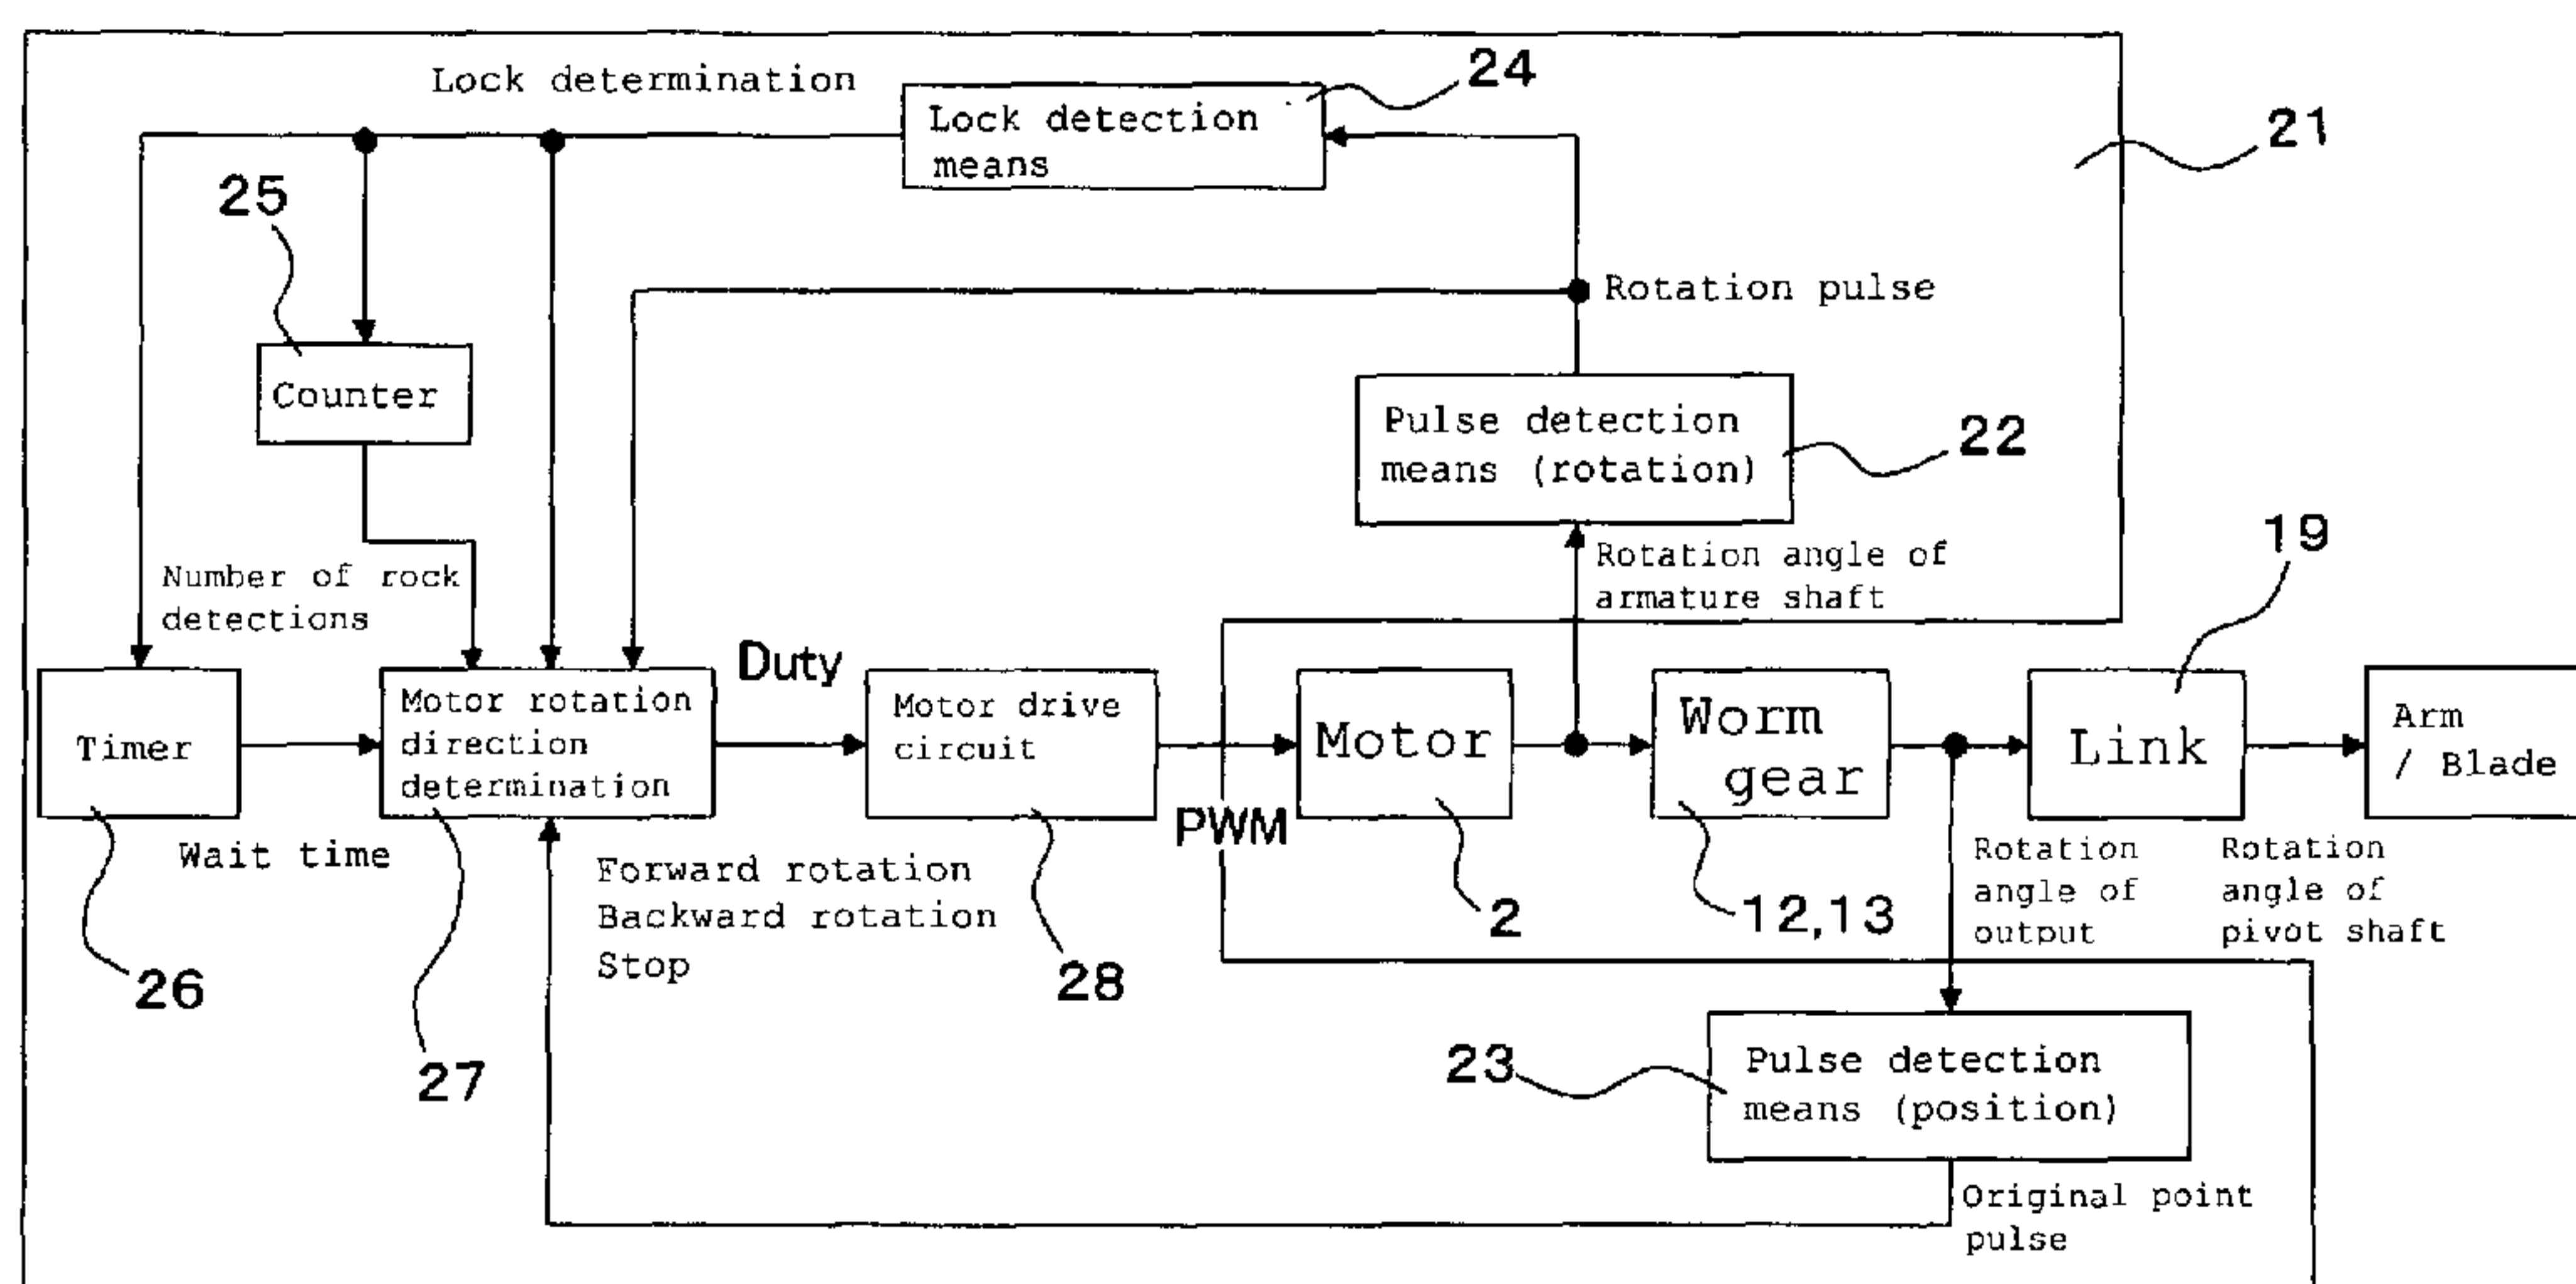 Lock determination
24
Lock detection
means
21
25
Rotation pulse
Counter
Pulse detection
means (rotation)
22
19
Rotation angle of
armature shaft
Number of rock
detections
Duty
Timer
Motor rotation
direction
determination
Motor drive
circuit
Motor
Worm
gear
Link
Arm
/ Blade
PWM
Wait time
Forward rotation
Backward rotation
Stop
26
27
28
2
12,13
Rotation
angle of
output
Rotation
angle of
pivot shaft
23
Pulse detection
means (position)
Original point
pulse